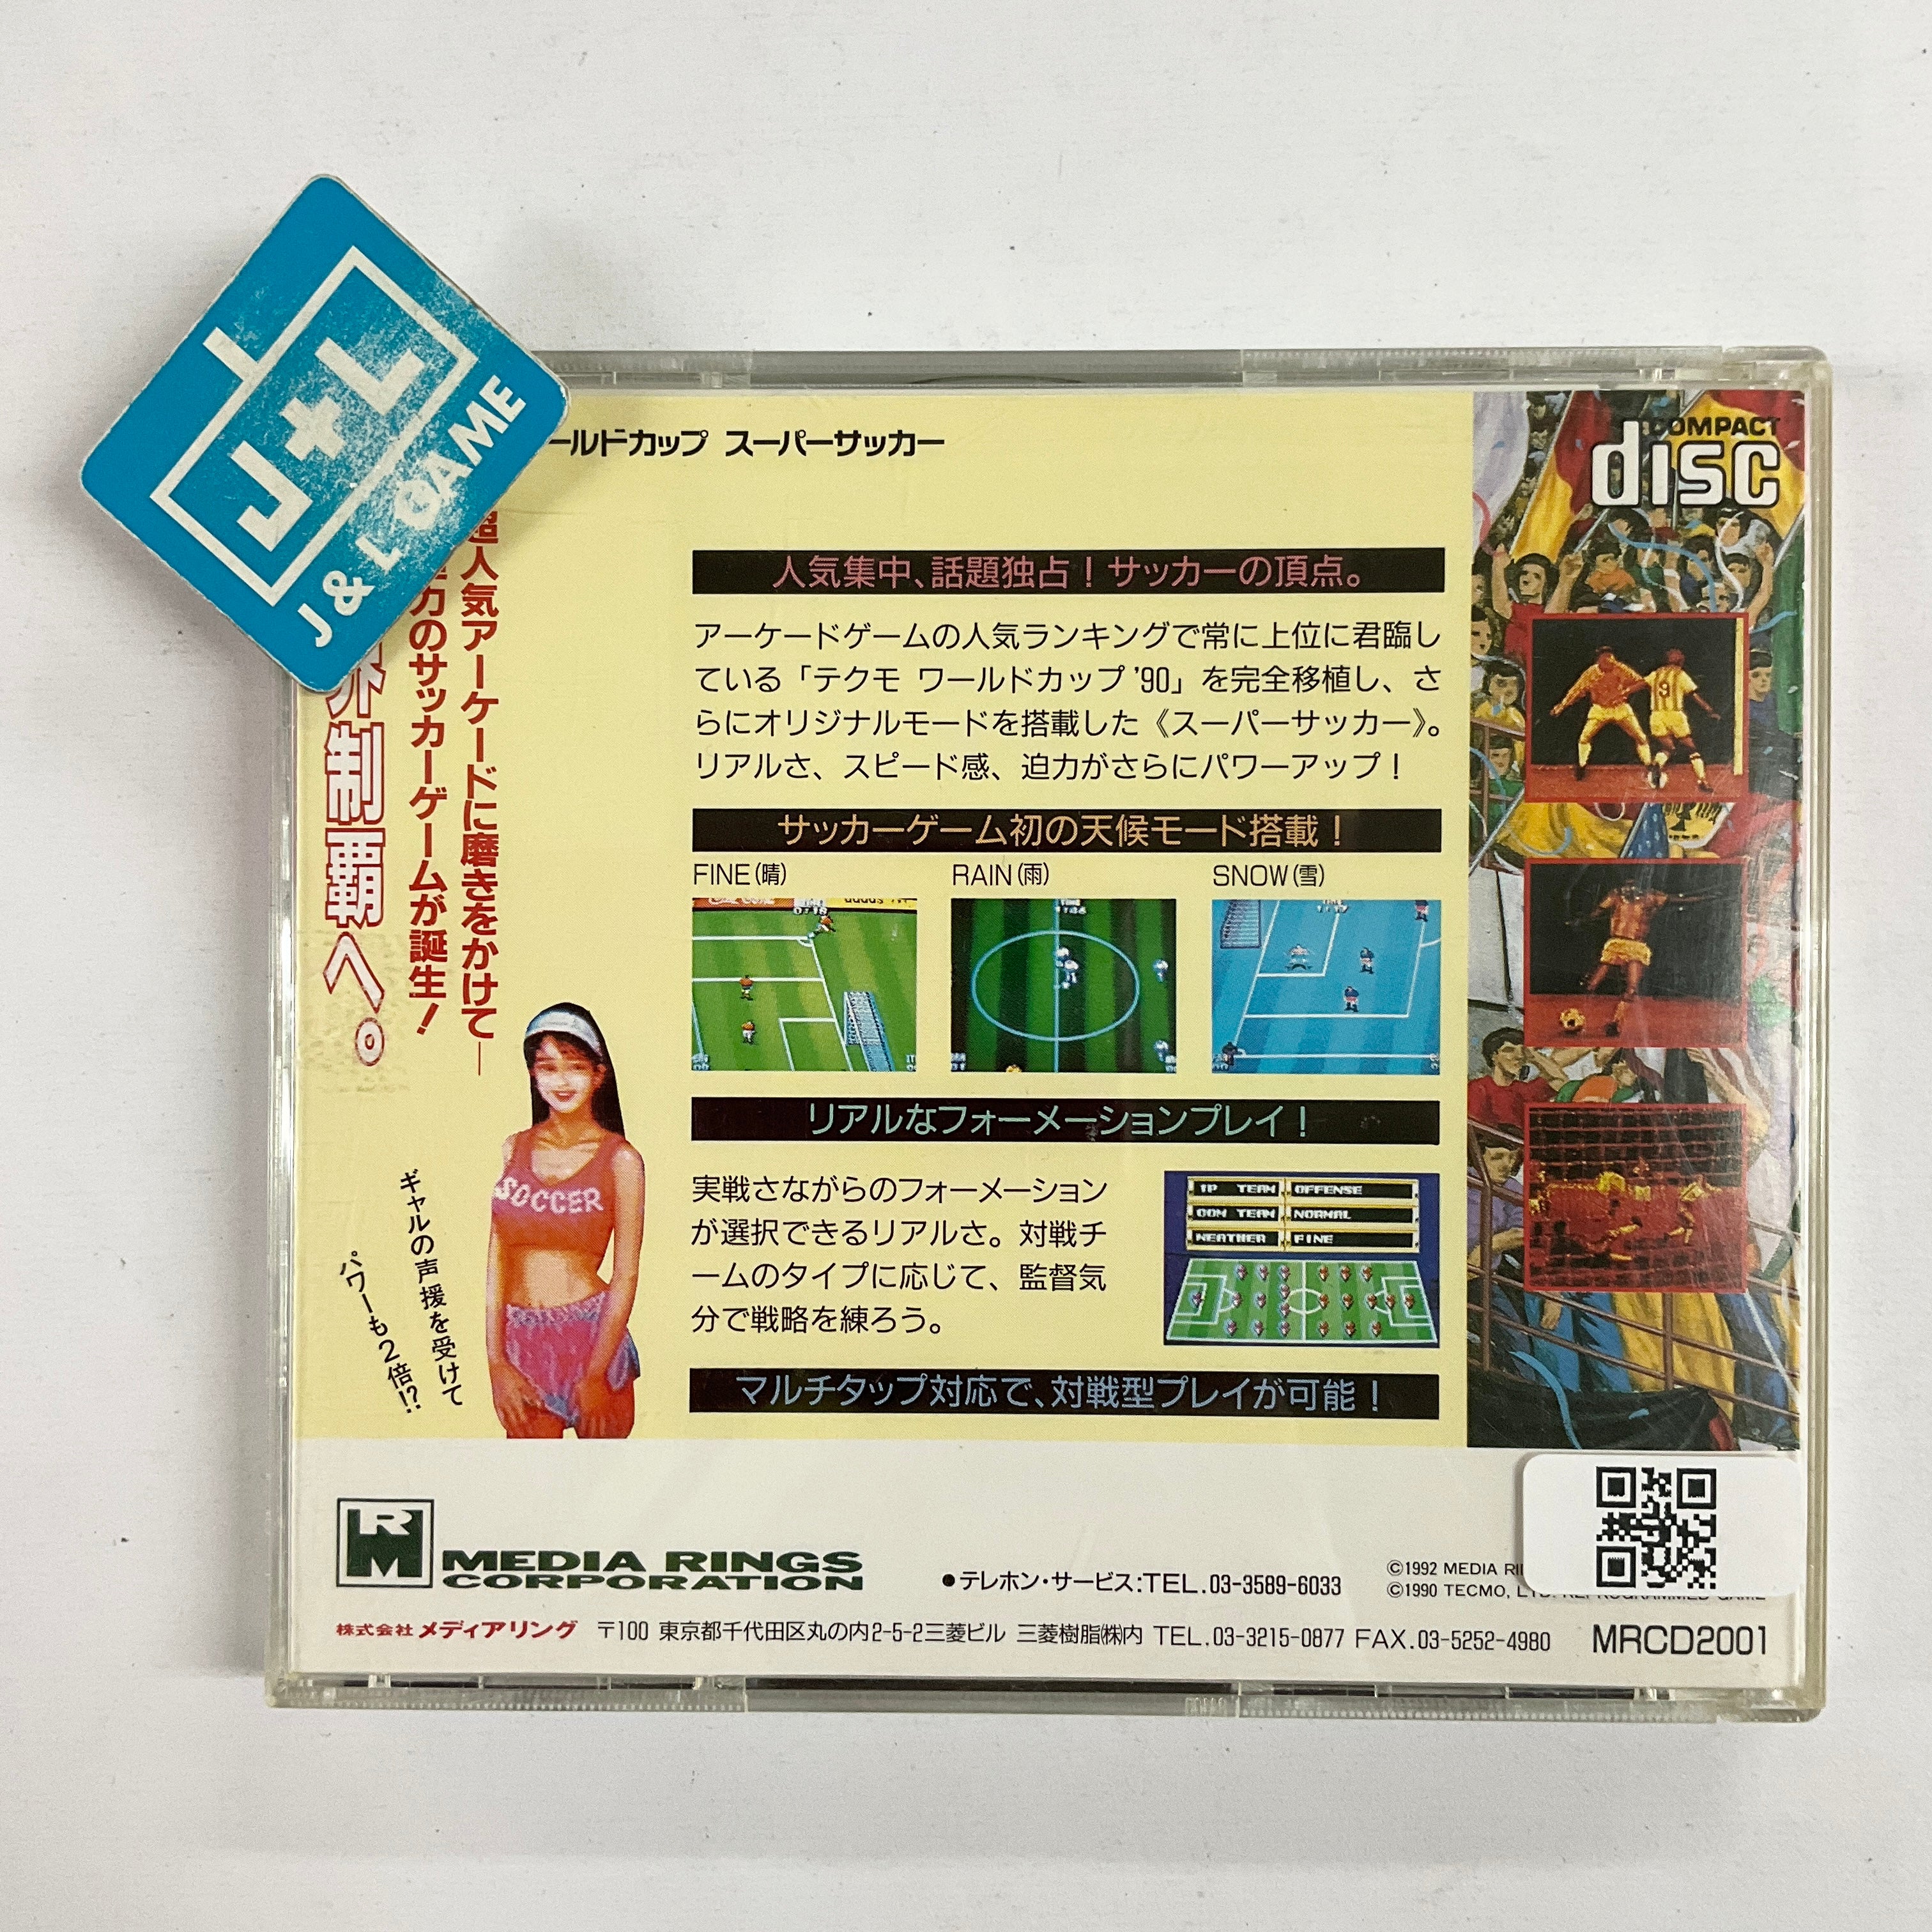 J+L
J & L GAME
ールドカップ スーパーサッカー
COMPACT
disc
人気アーケードに磨きをかけて—
力のサッカーゲームが誕生!
界制覇へ。
人気集中、話題独占!サッカーの頂点。
アーケードゲームの人気ランキングで常に上位に君臨し
ている「テクモ ワールドカップ'90」を完全移植し、さ
らにオリジナルモードを搭載した《スーパーサッカー》。
リアルさ、スピード感、迫力がさらにパワーアップ!
サッカーゲーム初の天候モード搭載!
FINE(晴)
RAIN(雨)
SNOW(雪)
リアルなフォーメーションプレイ!
実戦さながらのフォーメーション
が選択できるリアルさ。対戦チ
ームのタイプに応じて、監督気
分で戦略を練ろう。
1P TEAM OFFENSE
COM TEAM NORMAL
WEATHER FINE
マルチタップ対応で、対戦型プレイが可能!
SOCCER
ギャルの声援を受けて
パワーも2倍!?
RM
MEDIA RINGS
CORPORATION
●テレホン・サービス:TEL.03-3589-6033
©1992 MEDIA RI
©1990 TECMO, LTD. REPROGRAMMED GAME
株式会社メディアリング 〒100 東京都千代田区丸の内2-5-2三菱ビル 三菱樹脂㈱内 TEL.03-3215-0877 FAX.03-5252-4980
MRCD2001